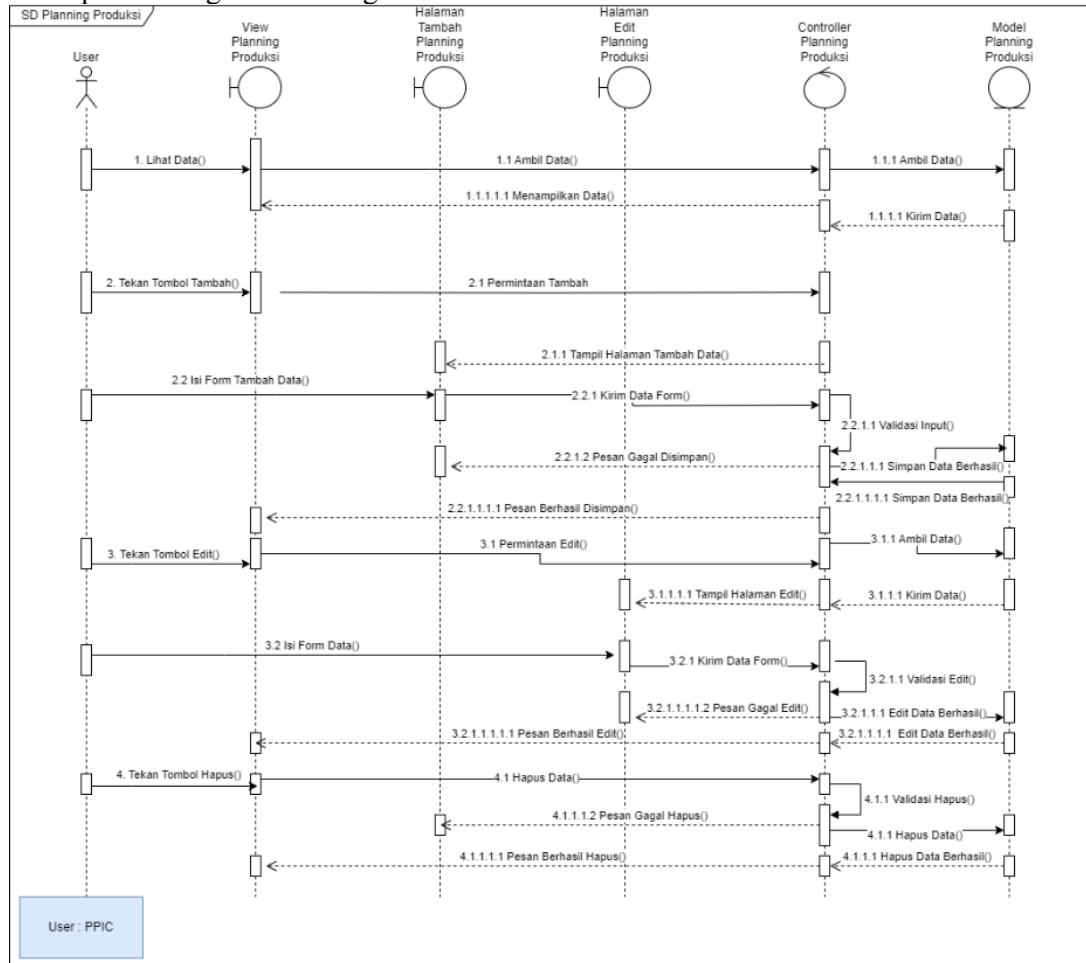 SD Planning Produksi
User
View
Planning
Produksi
Halaman
Tambah
Planning
Produksi
Halaman
Edit
Planning
Produksi
Controller
Planning
Produksi
Model
Planning
Produksi
1. Lihat Data()
1.1 Ambil Data()
1.1.1 Ambil Data()
1.1.1.1.1 Menampilkan Data()
1.1.1.1 Kirim Data()
2. Tekan Tombol Tambah()
2.1 Permintaan Tambah
2.1.1 Tampil Halaman Tambah Data()
2.2 Isi Form Tambah Data()
2.2.1 Kirim Data Form()
2.2.1.1 Validasi Input()
2.2.1.2 Pesan Gagal Disimpan()
2.2.1.1.1 Simpan Data Berhasil()
2.2.1.1.1.1 Simpan Data Berhasil()
2.2.1.1.1.1 Pesan Berhasil Disimpan()
3. Tekan Tombol Edit()
3.1 Permintaan Edit()
3.1.1 Ambil Data()
3.1.1.1.1 Tampil Halaman Edit()
3.1.1.1 Kirim Data()
3.2 Isi Form Data()
3.2.1 Kirim Data Form()
3.2.1.1 Validasi Edit()
3.2.1.1.1.1.2 Pesan Gagal Edit()
3.2.1.1.1 Edit Data Berhasil()
3.2.1.1.1.1.1 Pesan Berhasil Edit()
3.2.1.1.1.1 Edit Data Berhasil()
4. Tekan Tombol Hapus()
4.1 Hapus Data()
4.1.1 Validasi Hapus()
4.1.1.1.2 Pesan Gagal Hapus()
4.1.1 Hapus Data()
4.1.1.1.1 Pesan Berhasil Hapus()
4.1.1.1 Hapus Data Berhasil()
User : PPIC